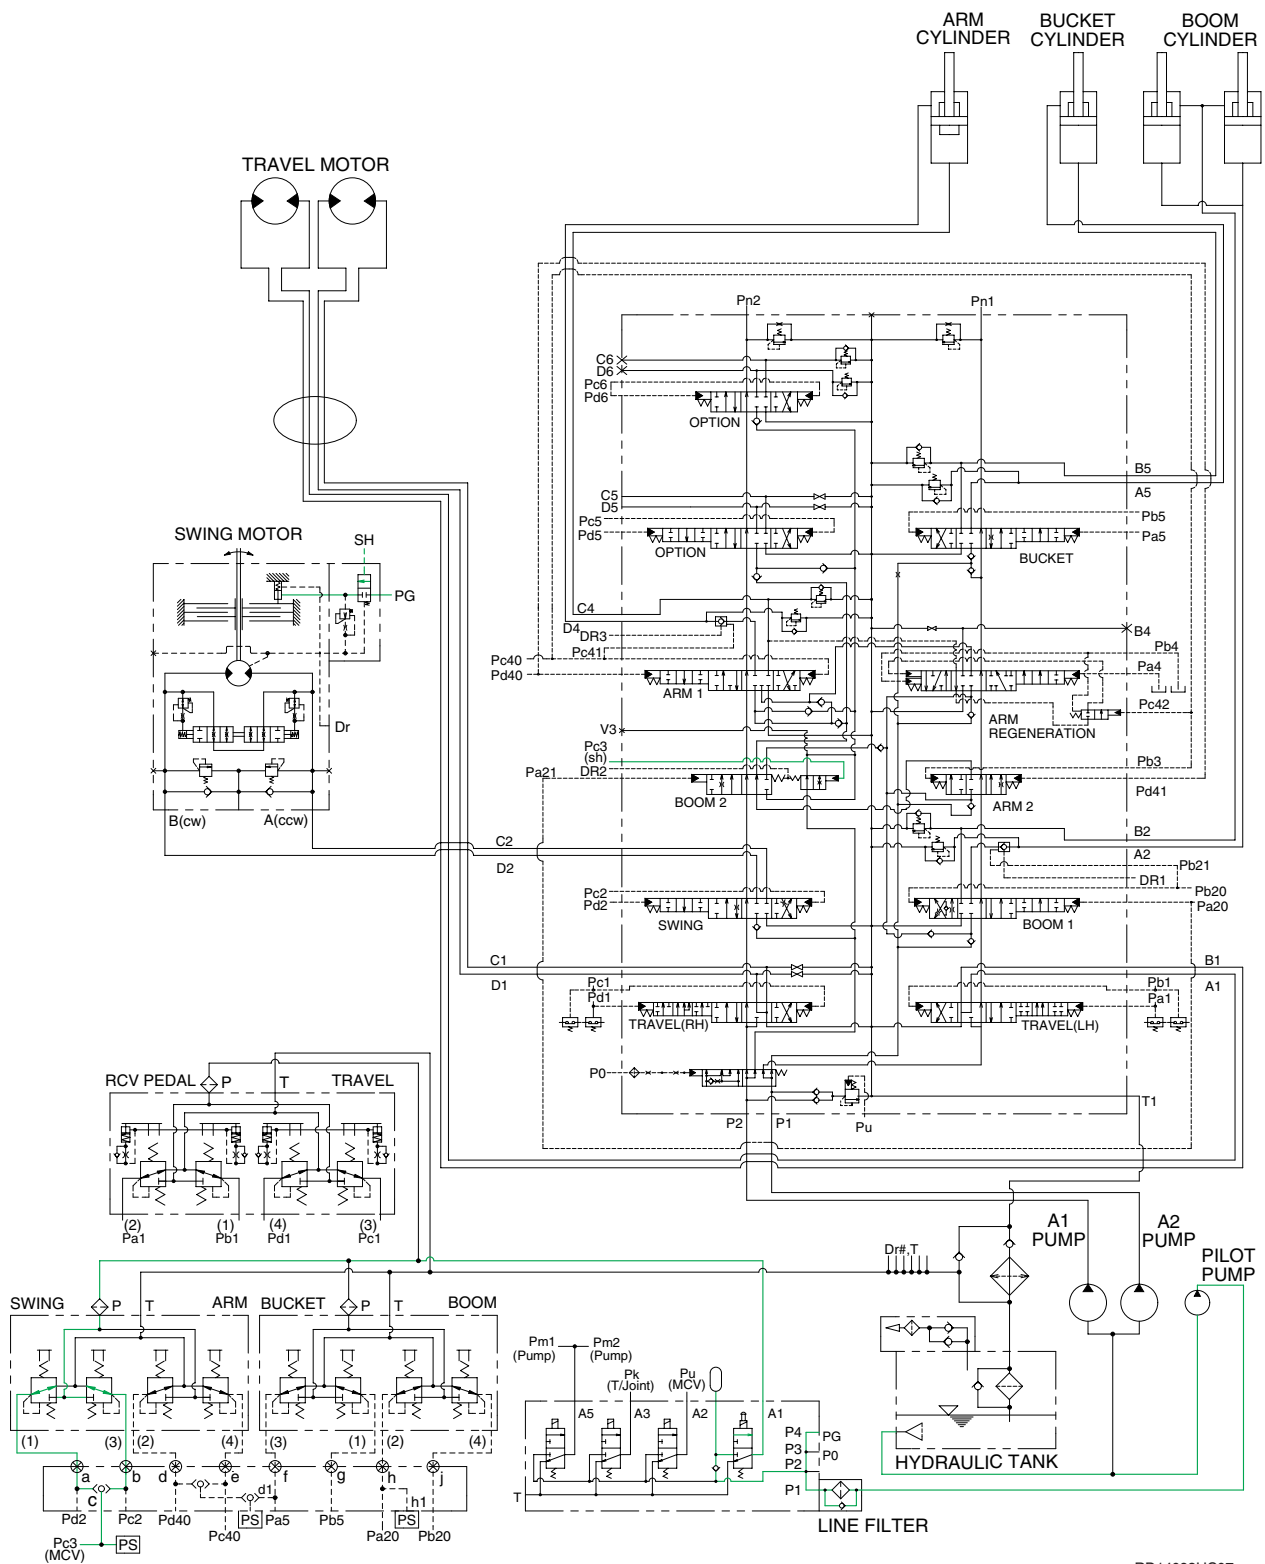 ARM
CYLINDER
BUCKET
CYLINDER
BOOM
CYLINDER
TRAVEL MOTOR
Pn2
Pn1
C6
D6
Pc6
Pd6
OPTION
B5
A5
C5
D5
Pc5
Pd5
OPTION
Pb5
Pa5
BUCKET
SWING MOTOR
SH
PG
Dr
B(cw)
A(ccw)
C4
D4
DR3
Pc41
B4
Pb4
Pc40
Pd40
Pa4
ARM 1
ARM
REGENERATION
Pc42
V3
Pc3
(sh)
DR2
Pa21
BOOM 2
Pb3
Pd41
ARM 2
C2
D2
B2
A2
Pb21
DR1
Pc2
Pd2
SWING
Pb20
Pa20
BOOM 1
C1
D1
B1
A1
Pc1
Pd1
TRAVEL(RH)
Pb1
Pa1
TRAVEL(LH)
P0
P2
P1
Pu
T1
RCV PEDAL
P
T
TRAVEL
(2)
Pa1
(1)
Pb1
(4)
Pd1
(3)
Pc1
A1
PUMP
A2
PUMP
PILOT
PUMP
Dr#,T
SWING
P
T
ARM
BUCKET
P
T
BOOM
(1)
(3)
(2)
(4)
(3)
(1)
(2)
(4)
a
b
d
e
f
g
h
j
c
d1
h1
Pd2
Pc2
Pd40
Pc40
PS
Pa5
Pb5
Pa20
PS
Pb20
Pc3
(MCV)
PS
Pm1
(Pump)
Pm2
(Pump)
Pk
(T/Joint)
Pu
(MCV)
A5
A3
A2
A1
P4
PG
P3
P0
P2
P1
T
LINE FILTER
HYDRAULIC TANK